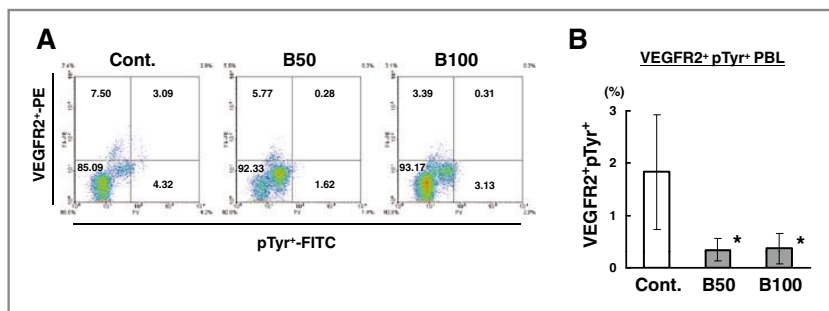 A
B
Cont.
B50
B100
VEGFR2⁺ pTyr⁺ PBL
VEGFR2⁺-PE
7.50
3.09
85.09
4.32
5.77
0.28
92.33
1.62
3.39
0.31
93.17
3.13
pTyr⁺-FITC
(%)
VEGFR2⁺pTyr⁺
3
2
1
0
*
*
Cont.
B50
B100